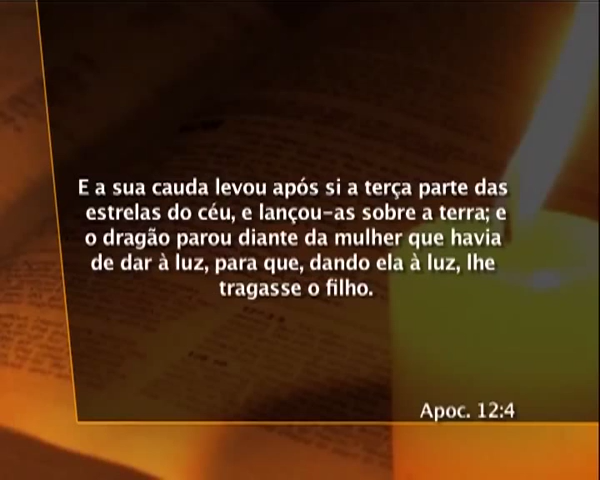 E a sua cauda levou após si a terça parte das
estrelas do céu, e lançou-as sobre a terra; e
o dragão parou diante da mulher que havia
de dar à luz, para que, dando ela à luz, lhe
tragasse o filho.
Apoc. 12:4